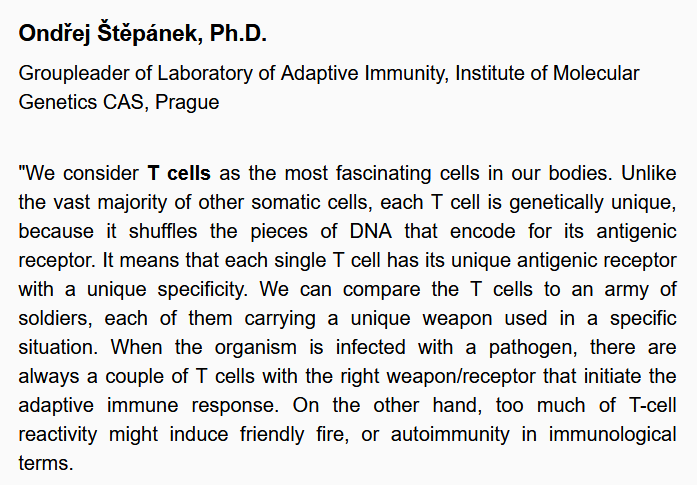 Ondřej Štěpánek, Ph.D.
Groupleader of Laboratory of Adaptive Immunity, Institute of Molecular
Genetics CAS, Prague
"We consider T cells as the most fascinating cells in our bodies. Unlike
the vast majority of other somatic cells, each T cell is genetically unique,
because it shuffles the pieces of DNA that encode for its antigenic
receptor. It means that each single T cell has its unique antigenic receptor
with a unique specificity. We can compare the T cells to an army of
soldiers, each of them carrying a unique weapon used in a specific
situation. When the organism is infected with a pathogen, there are
always a couple of T cells with the right weapon/receptor that initiate the
adaptive immune response. On the other hand, too much of T-cell
reactivity might induce friendly fire, or autoimmunity in immunological
terms.